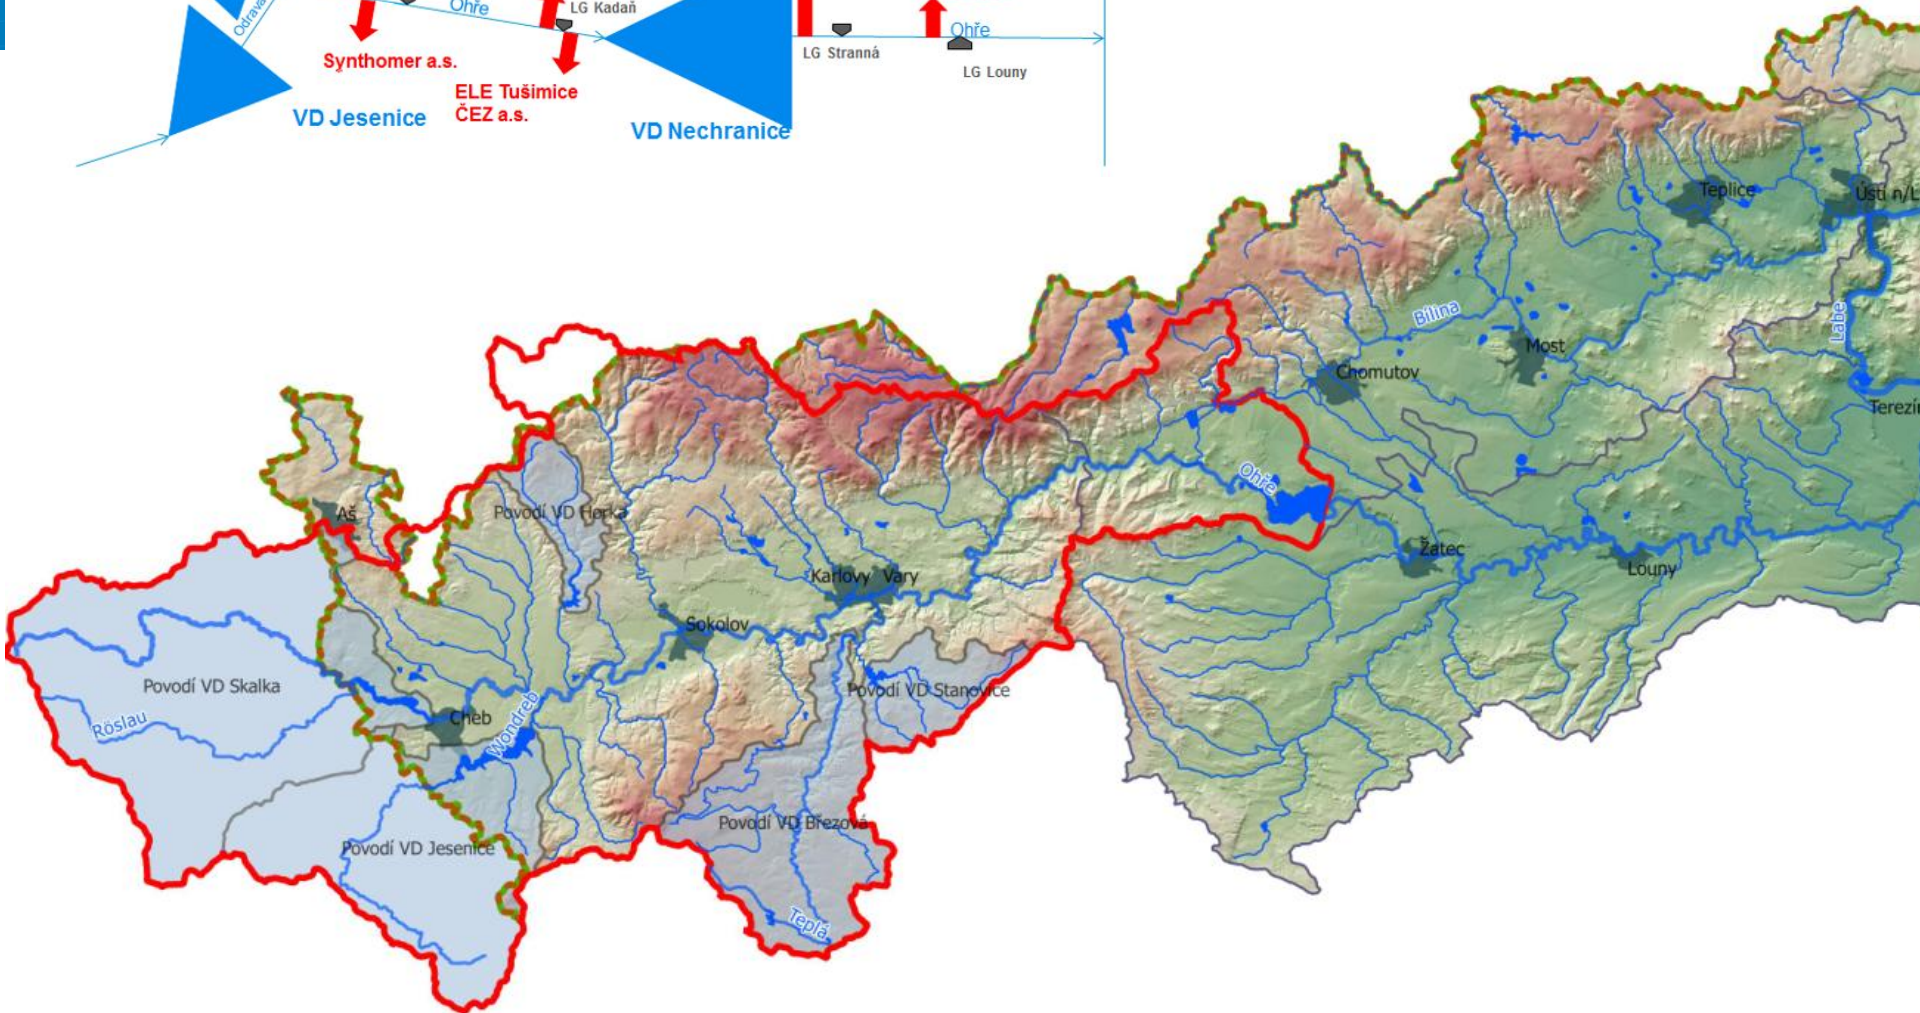 Odrava
Ohře
LG Kadaň
Synthomer a.s.
ELE Tušimice
ČEZ a.s.
VD Jesenice
VD Nechranice
LG Stranná
Ohře
LG Louny
Teplice
Ústí n/L
Bílina
Labe
Most
Chomutov
Terezín
Ohře
Povodí VD Horka
Aš
Žatec
Louny
Karlovy Vary
Sokolov
Povodí VD Skalka
Povodí VD Stanovice
Röslau
Cheb
Wondreb
Povodí VD Březová
Povodí VD Jesenice
Teplá